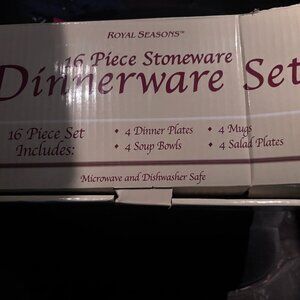 ROYAL SEASONS™
16 Piece Stoneware
Dinnerware Set
16 Piece Set
Includes:
• 4 Dinner Plates
• 4 Soup Bowls
• 4 Mugs
• 4 Salad Plates
Microwave and Dishwasher Safe